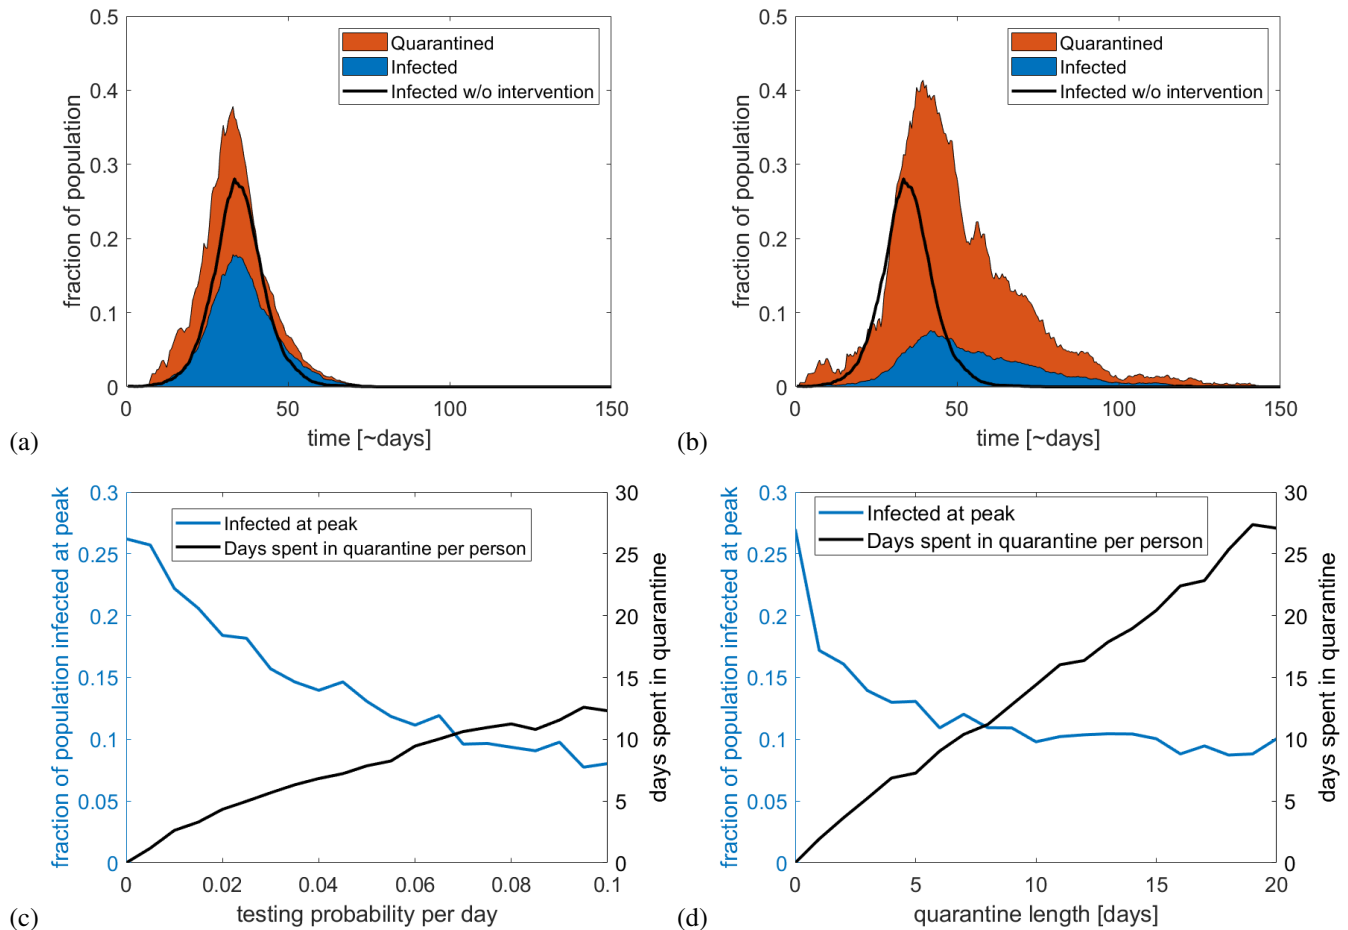 0.5
0.4
0.3
0.2
0.1
0
fraction of population
Quarantined
Infected
Infected w/o intervention
0 50 100 150
time [~days]
(a)
0.5
0.4
0.3
0.2
0.1
0
fraction of population
Quarantined
Infected
Infected w/o intervention
0 50 100 150
time [~days]
(b)
0.3
0.25
0.2
0.15
0.1
0.05
0
fraction of population infected at peak
Infected at peak
Days spent in quarantine per person
30
25
20
15
10
5
0
days spent in quarantine
0 0.02 0.04 0.06 0.08 0.1
testing probability per day
(c)
0.3
0.25
0.2
0.15
0.1
0.05
0
fraction of population infected at peak
Infected at peak
Days spent in quarantine per person
30
25
20
15
10
5
0
days spent in quarantine
0 5 10 15 20
quarantine length [days]
(d)